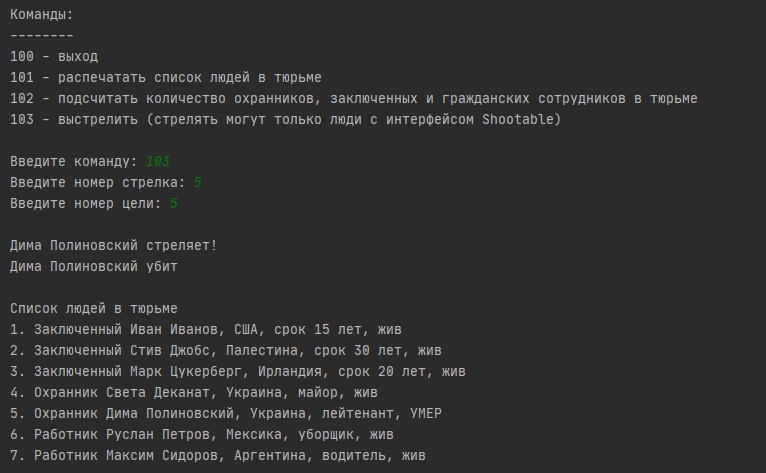 Команды:
--------
100 - выход
101 - распечатать список людей в тюрьме
102 - подсчитать количество охранников, заключенных и гражданских сотрудников в тюрьме
103 - выстрелить (стрелять могут только люди с интерфейсом Shootable)
Введите команду: 103
Введите номер стрелка: 5
Введите номер цели: 5
Дима Полиновский стреляет!
Дима Полиновский убит
Список людей в тюрьме
1. Заключенный Иван Иванов, США, срок 15 лет, жив
2. Заключенный Стив Джобс, Палестина, срок 30 лет, жив
3. Заключенный Марк Цукерберг, Ирландия, срок 20 лет, жив
4. Охранник Света Деканат, Украина, майор, жив
5. Охранник Дима Полиновский, Украина, лейтенант, УМЕР
6. Работник Руслан Петров, Мексика, уборщик, жив
7. Работник Максим Сидоров, Аргентина, водитель, жив